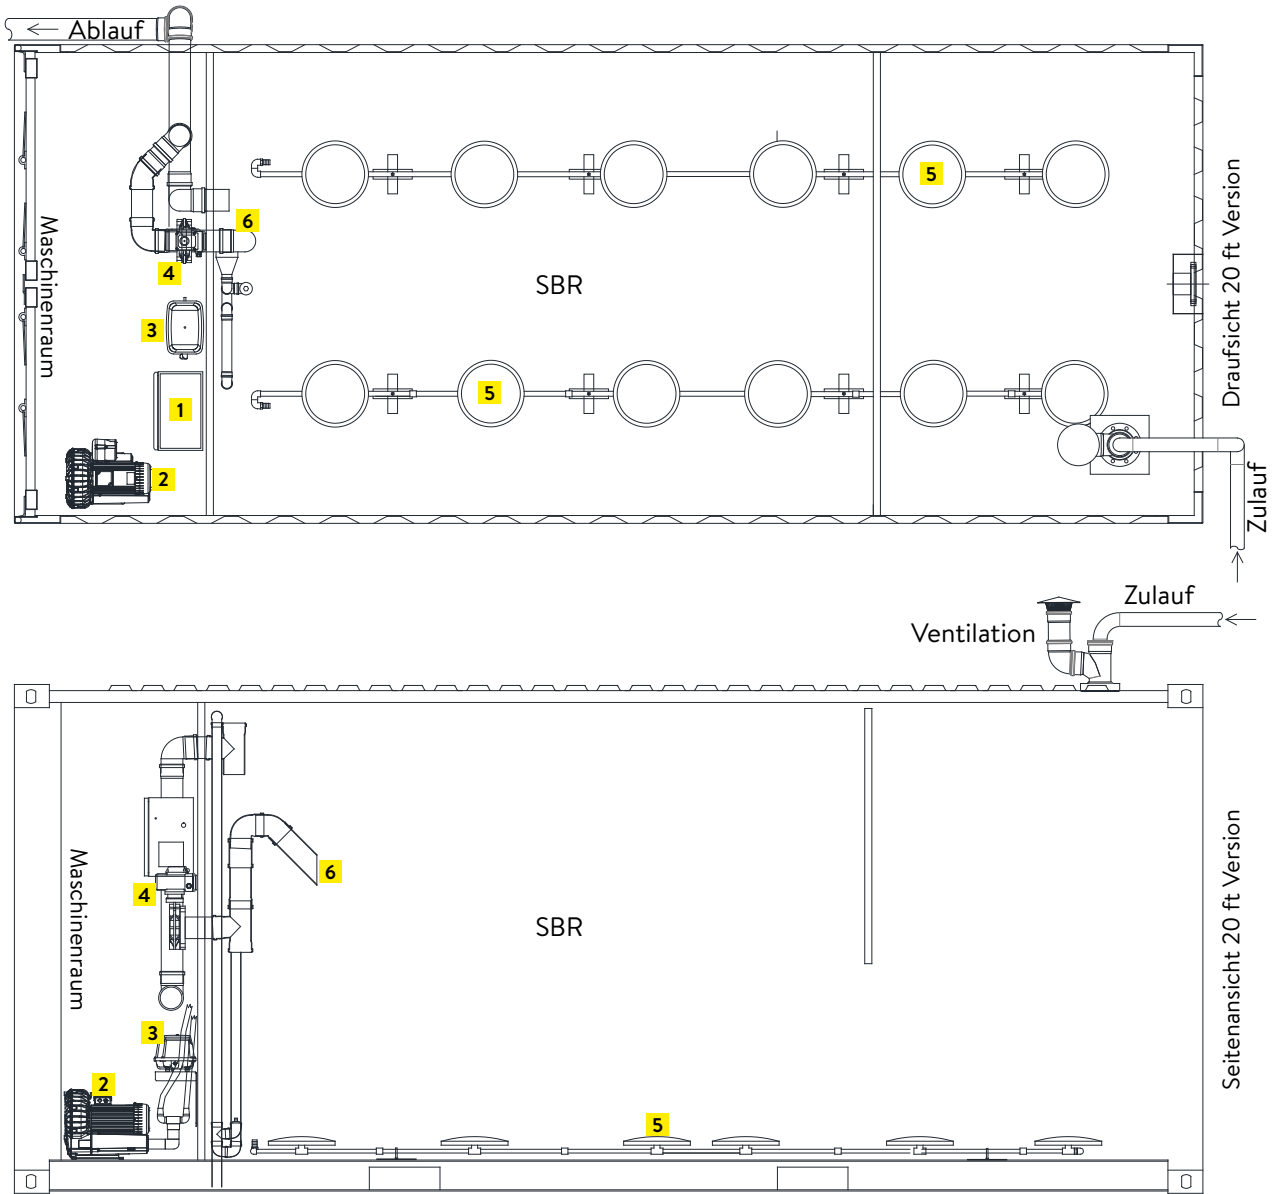 Ablauf
5
6
Maschinenraum
4
SBR
3
1
5
2
Draufsicht 20 ft Version
Zulauf
Zulauf
Ventilation
6
4
Maschinenraum
SBR
3
2
5
Seitenansicht 20 ft Version